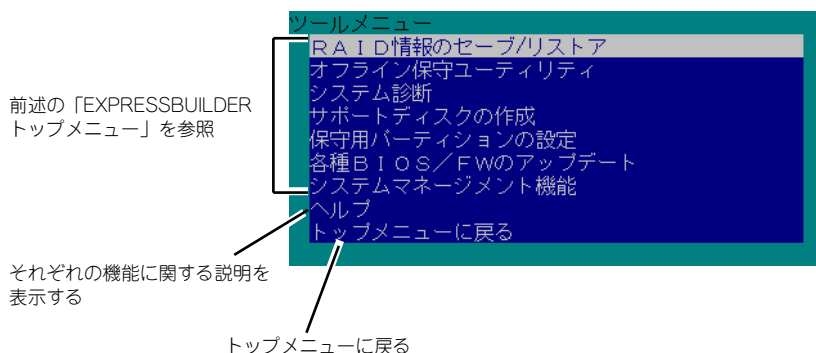 ツールメニュー
ＲＡＩＤ情報のセーブ/リストア
オフライン保守ユーティリティ
システム診断
サポートディスクの作成
保守用パーティションの設定
各種ＢＩＯＳ／ＦＷのアップデート
システムマネージメント機能
ヘルプ
トップメニューに戻る
前述の「EXPRESSBUILDER
トップメニュー」を参照
それぞれの機能に関する説明を
表示する
トップメニューに戻る